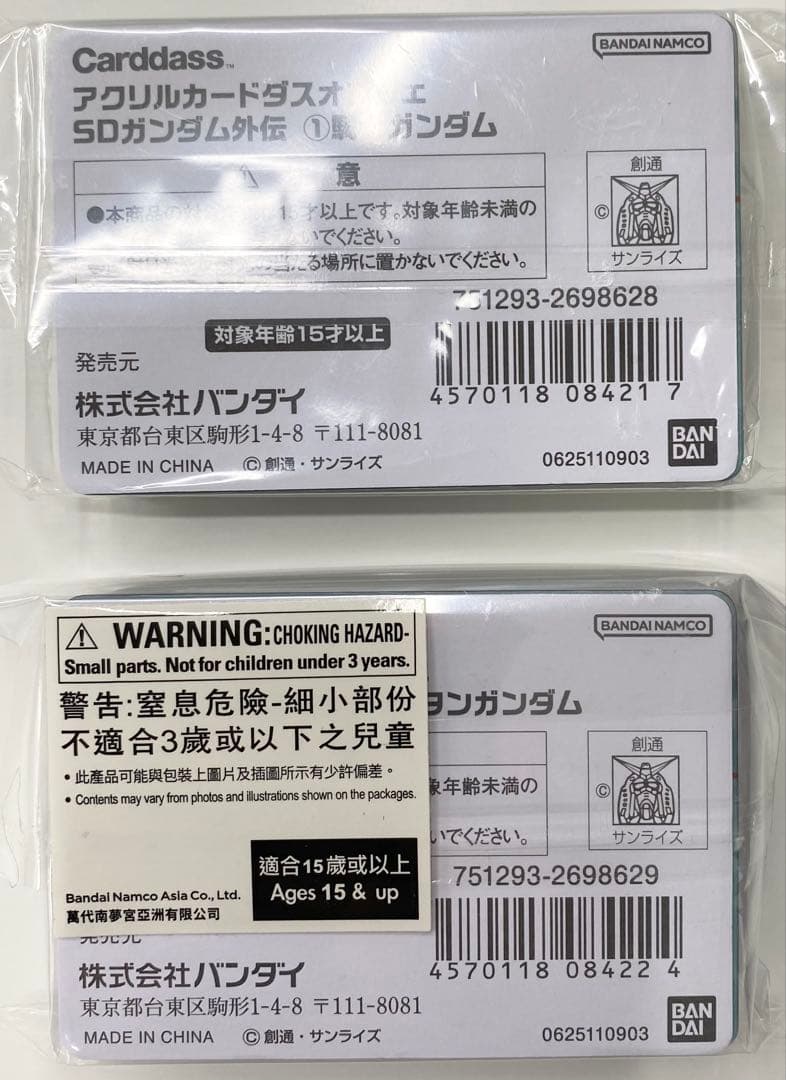 Carddass™
BANDAI NAMCO
アクリルカードダスオ エ
SDガンダム外伝 ①騎 ガンダム
⚠ 意
●本商品の対 15才以上です。対象年齢未満の
いでください。
の当たる場所に置かないでください。
創通
©
サンライズ
751293-2698628
対象年齢15才以上
発売元
4570118 08421 7
株式会社バンダイ
東京都台東区駒形1-4-8 〒111-8081
MADE IN CHINA © 創通・サンライズ
0625110903
BAN
DAI
BANDAI NAMCO
⚠ WARNING: CHOKING HAZARD-
Small parts. Not for children under 3 years.
警告:窒息危險-細小部份
不適合3歲或以下之兒童
• 此產品可能與包裝上圖片及插圖所示有少許偏差。
• Contents may vary from photos and illustrations shown on the packages.
適合15歲或以上
Ages 15 & up
Bandai Namco Asia Co., Ltd.
萬代南夢宮亞洲有限公司
タンガンダム
象年齢未満の
いでください。
創通
©
サンライズ
751293-2698629
発売元
4570118 08422 4
株式会社バンダイ
東京都台東区駒形1-4-8 〒111-8081
MADE IN CHINA © 創通・サンライズ
0625110903
BAN
DAI